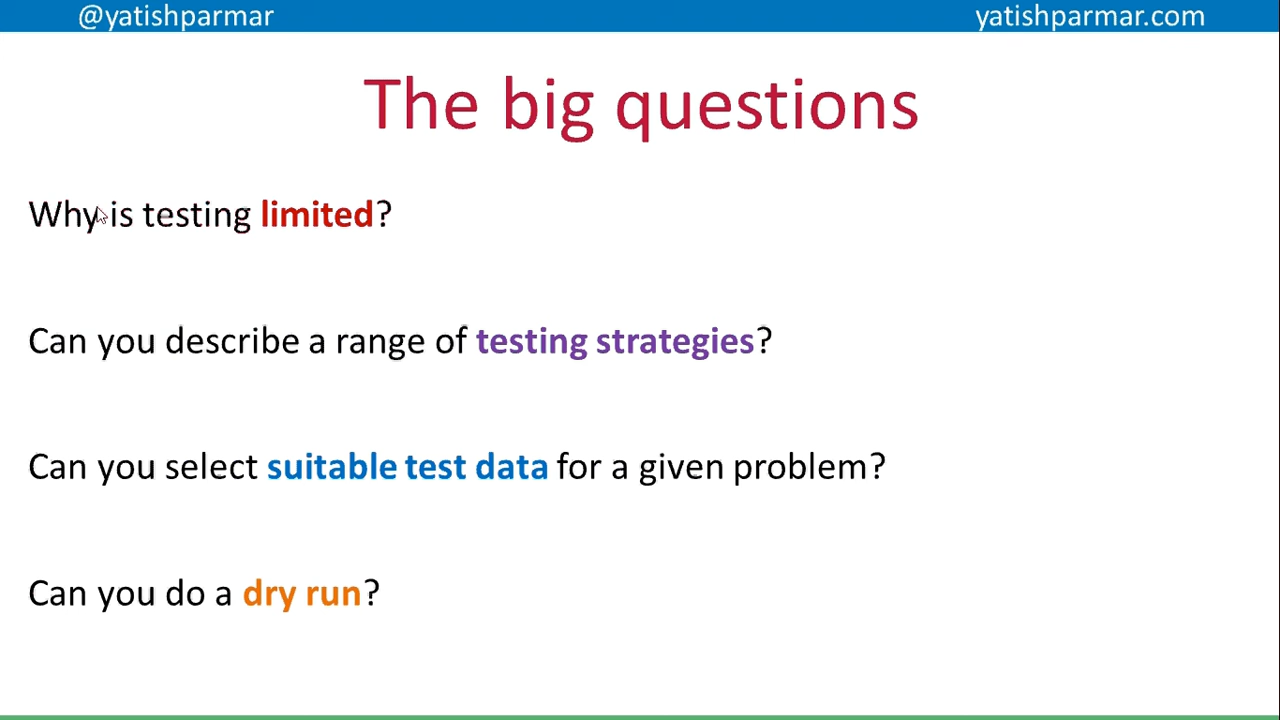 @yatishparmar
yatishparmar.com
The big questions
Why is testing limited?
Can you describe a range of testing strategies?
Can you select suitable test data for a given problem?
Can you do a dry run?